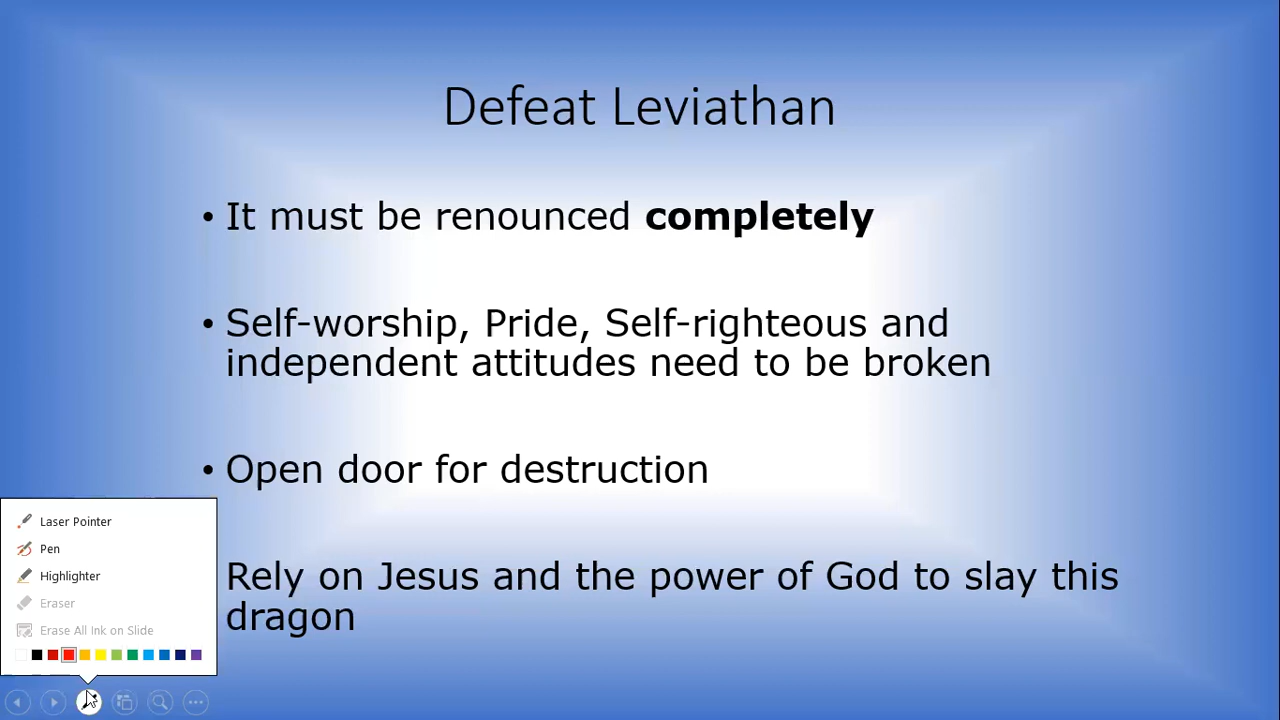 Defeat Leviathan
• It must be renounced completely
• Self-worship, Pride, Self-righteous and
independent attitudes need to be broken
• Open door for destruction
Rely on Jesus and the power of God to slay this
dragon
Laser Pointer
Pen
Highlighter
Eraser
Erase All Ink on Slide